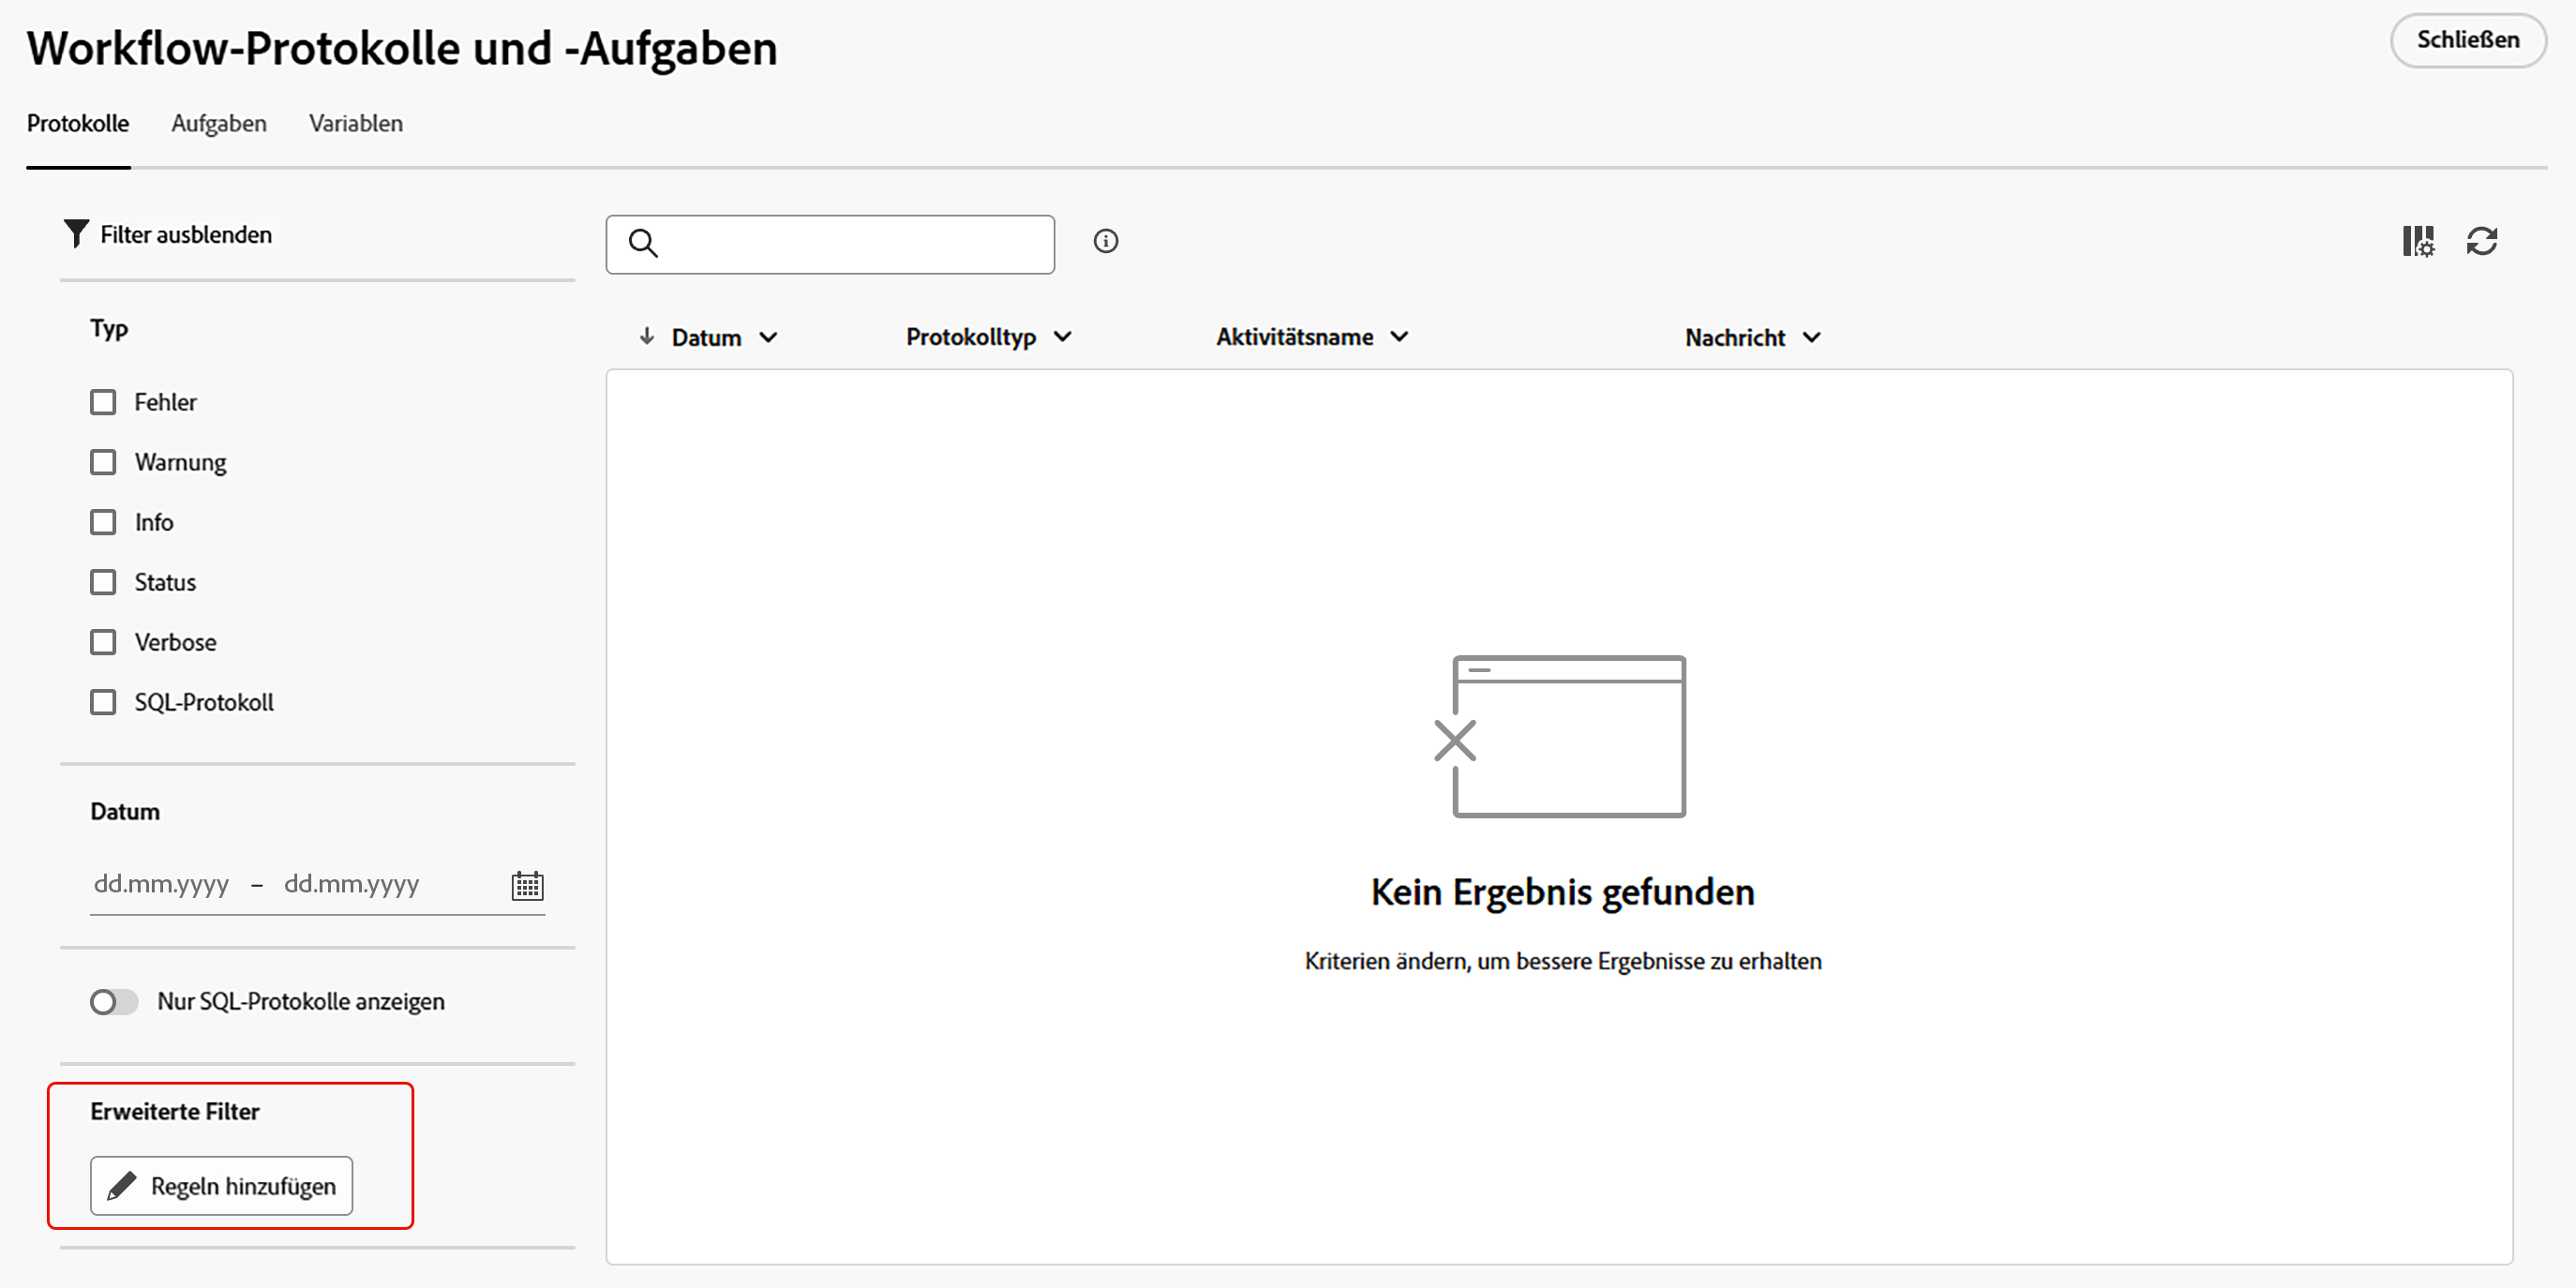 Workflow-Protokolle und -Aufgaben
Schließen
Protokolle Aufgaben Variablen
Filter ausblenden
Typ
Fehler
Warnung
Info
Status
Verbose
SQL-Protokoll
Datum
dd.mm.yyyy – dd.mm.yyyy
Nur SQL-Protokolle anzeigen
Erweiterte Filter
Regeln hinzufügen
Datum Protokolltyp Aktivitätsname Nachricht
Kein Ergebnis gefunden
Kriterien ändern, um bessere Ergebnisse zu erhalten